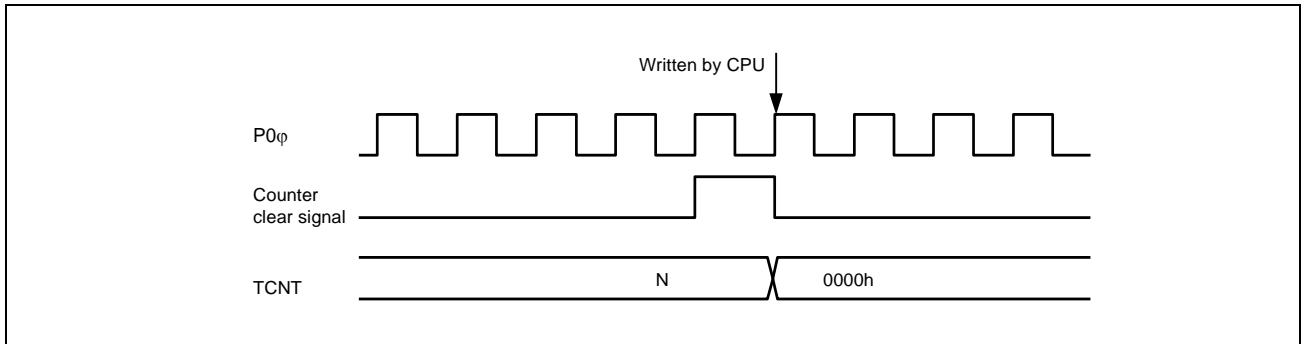 Written by CPU
P0φ
Counter
clear signal
TCNT
N
0000h